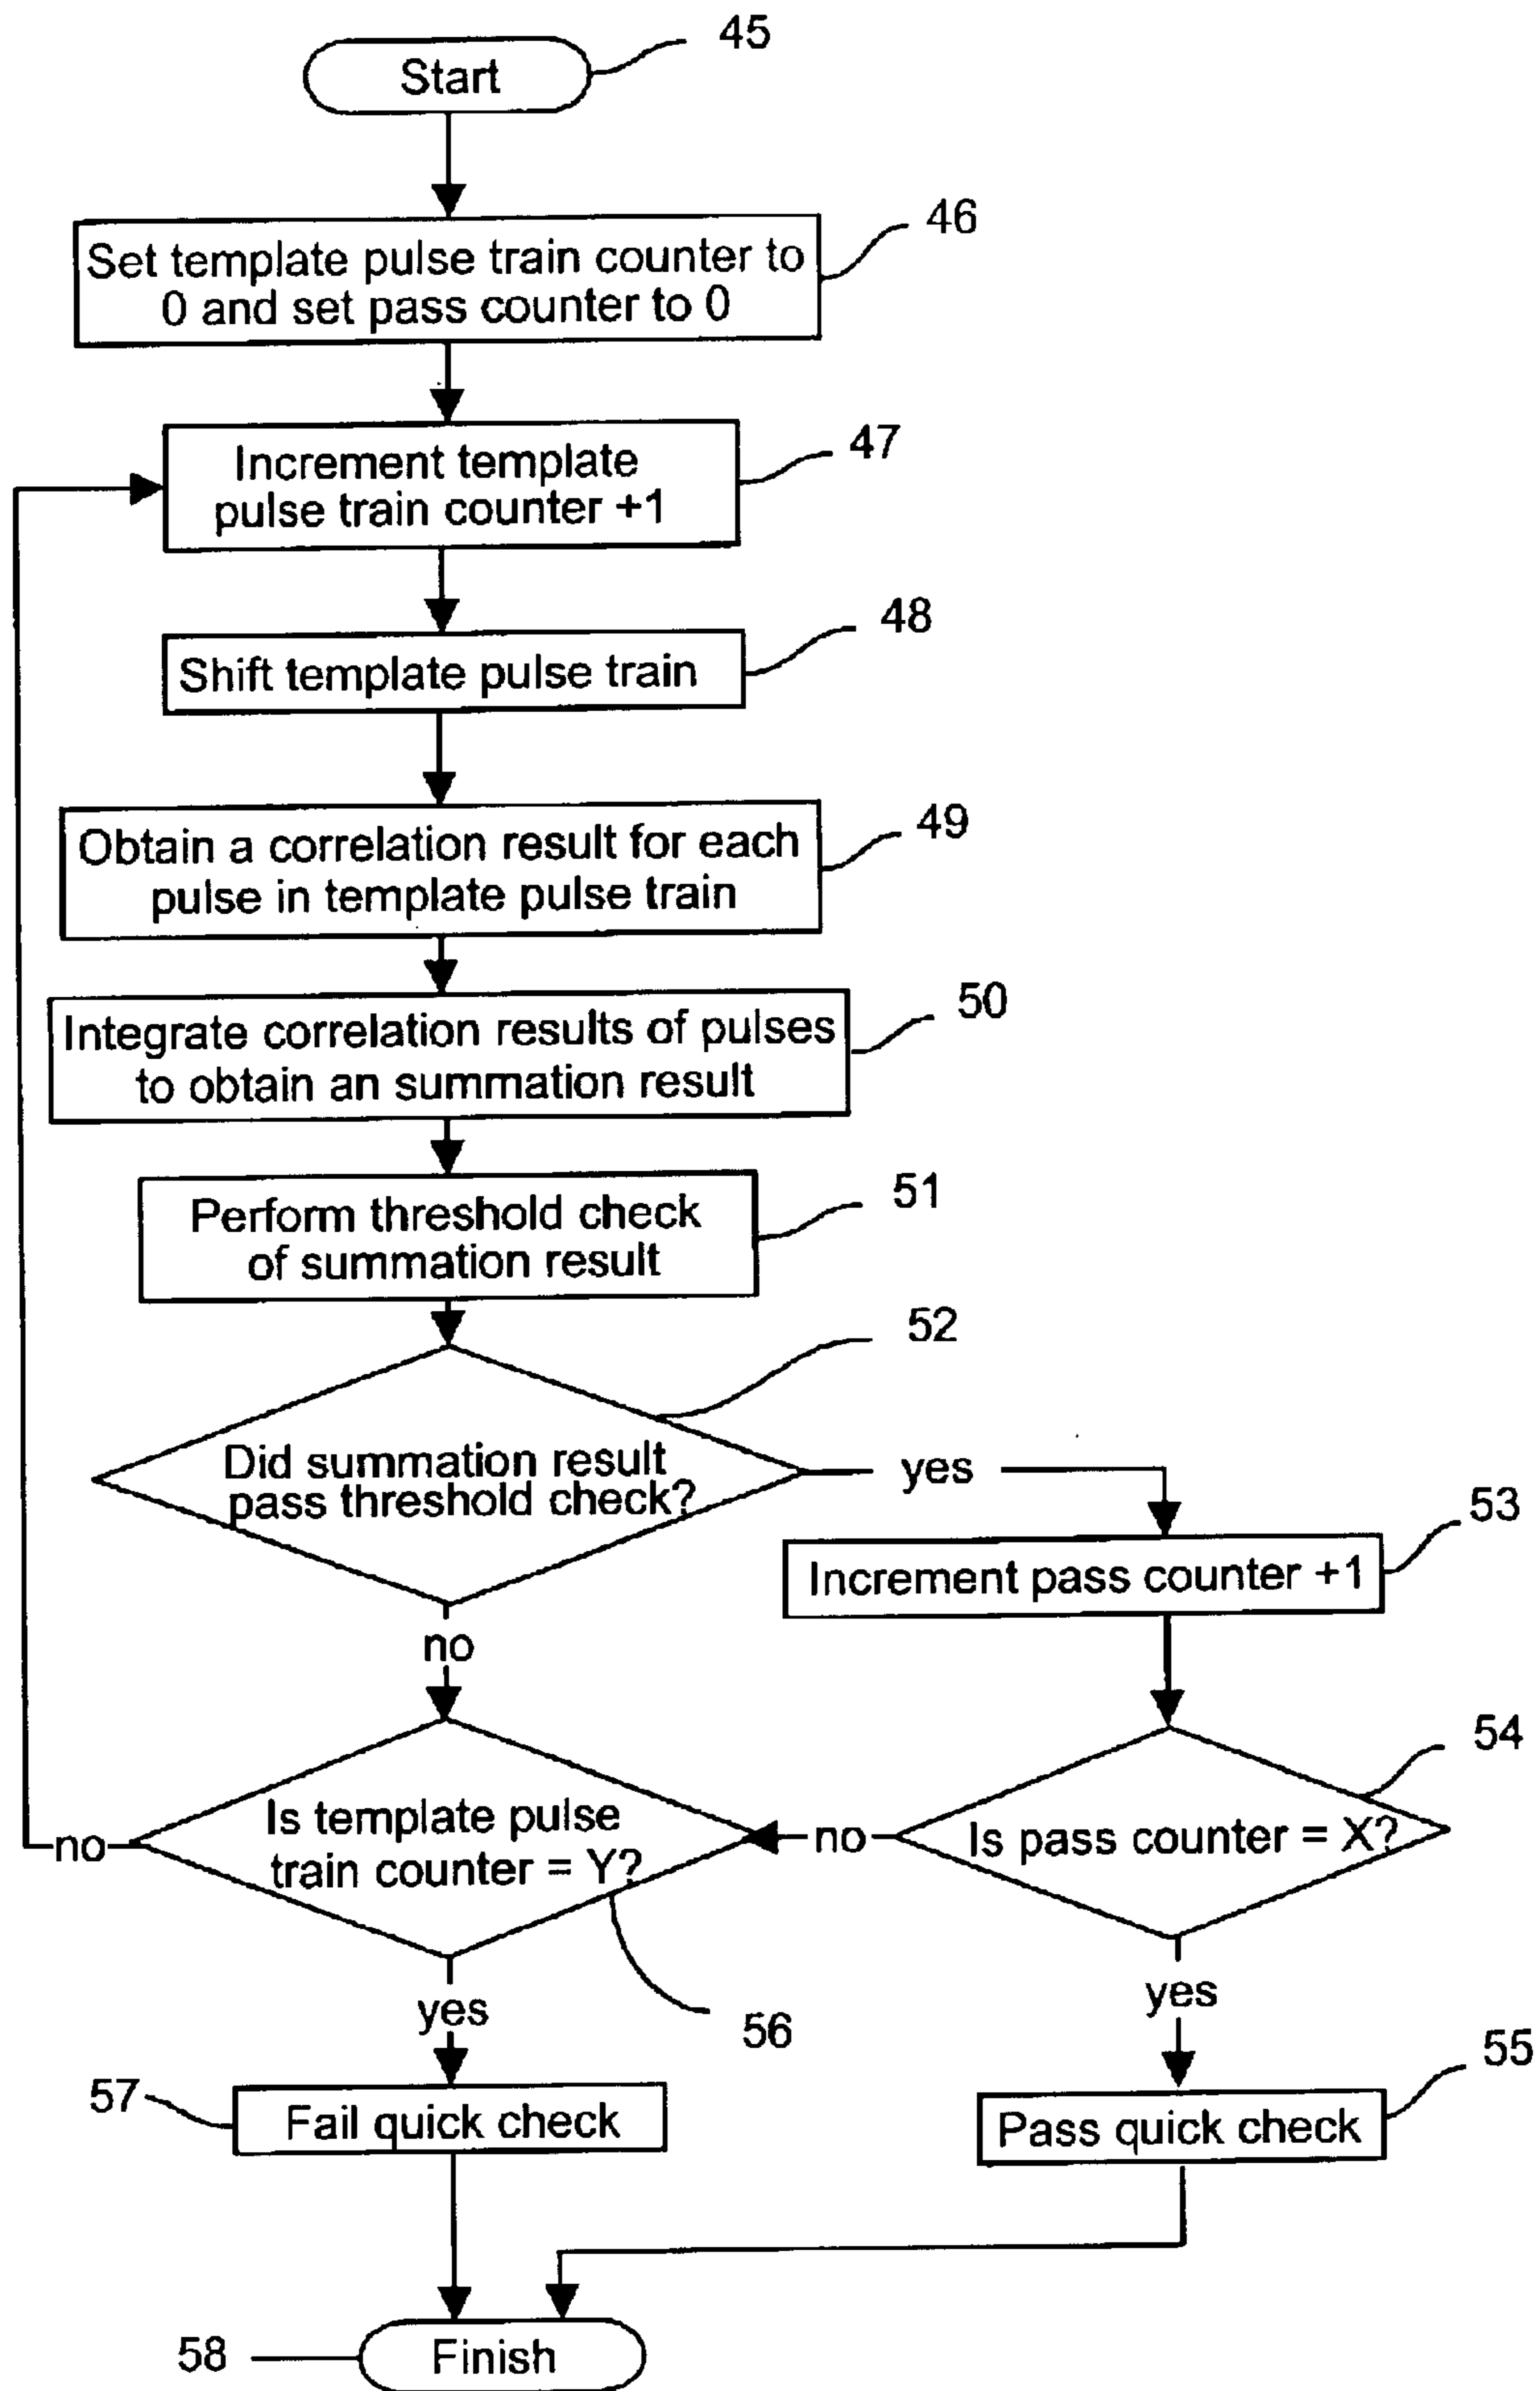 45
Start
46
Set template pulse train counter to
0 and set pass counter to 0
47
Increment template
pulse train counter +1
48
Shift template pulse train
49
Obtain a correlation result for each
pulse in template pulse train
50
Integrate correlation results of pulses
to obtain an summation result
51
Perform threshold check
of summation result
52
Did summation result
pass threshold check?
yes
53
Increment pass counter +1
no
54
Is template pulse
train counter = Y?
no
no
Is pass counter = X?
yes
56
yes
55
57
Fail quick check
Pass quick check
58
Finish